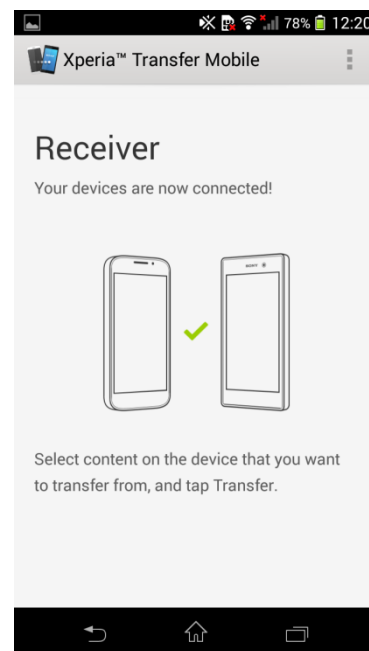 78% 12:20
Xperia™ Transfer Mobile
Receiver
Your devices are now connected!
SONY
Select content on the device that you want
to transfer from, and tap Transfer.